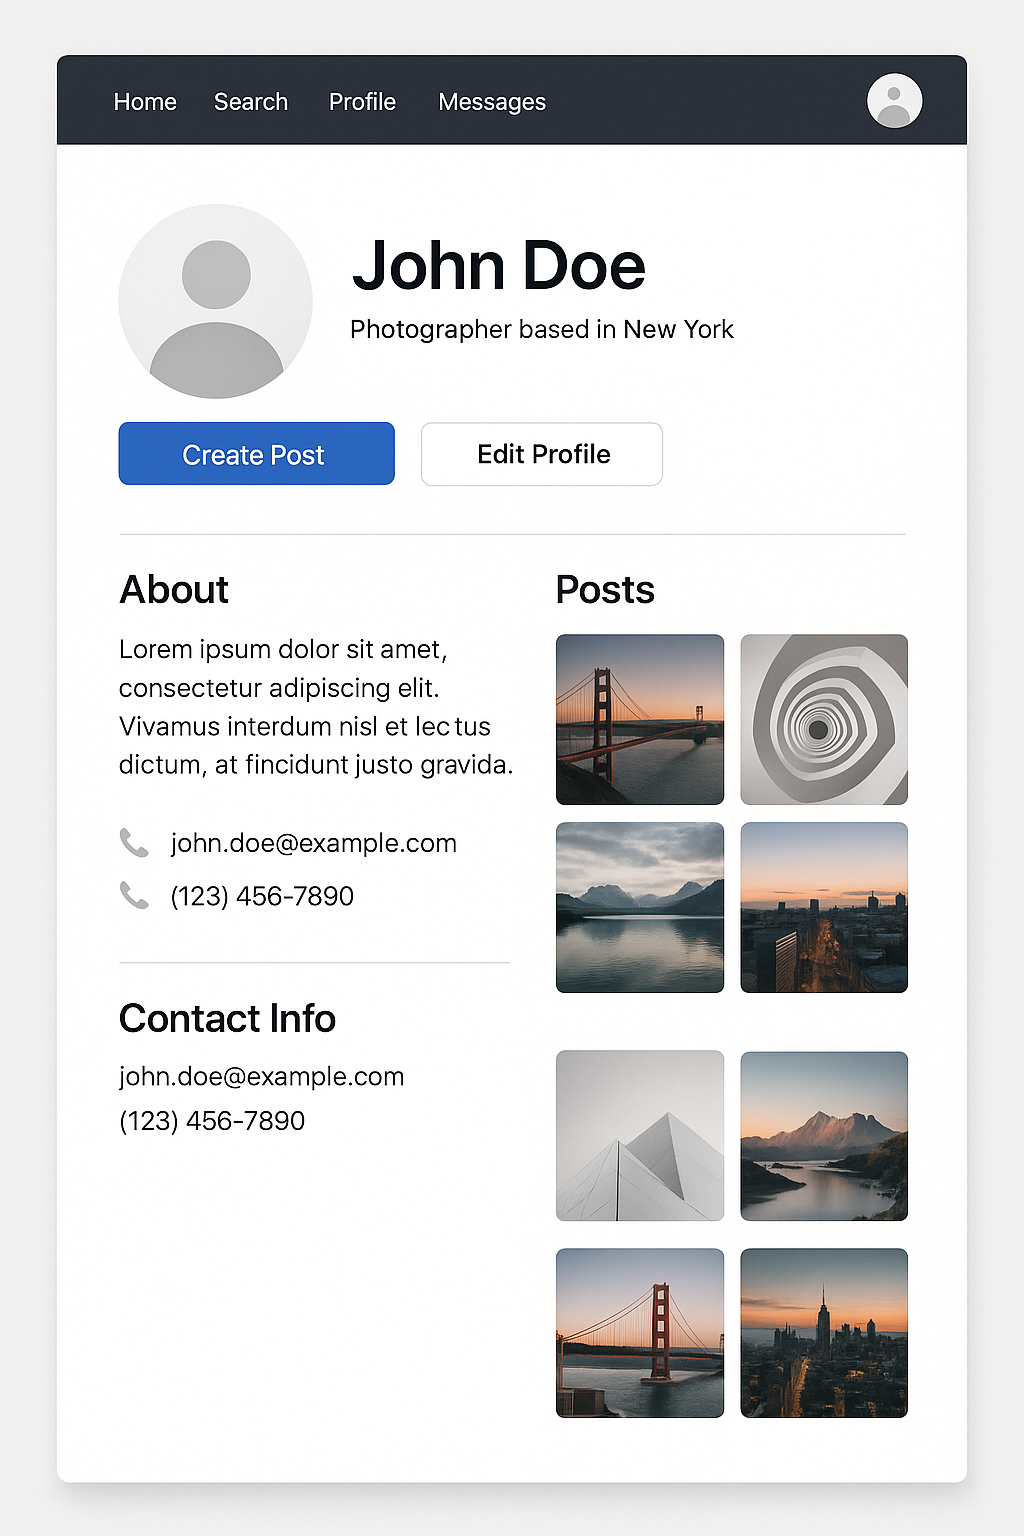 Home Search Profile Messages
John Doe
Photographer based in New York
Create Post Edit Profile
About
Lorem ipsum dolor sit amet,
consectetur adipiscing elit.
Vivamus interdum nisl et lectus
dictum, at fincidunt justo gravida.
john.doe@example.com
(123) 456-7890
Contact Info
john.doe@example.com
(123) 456-7890
Posts